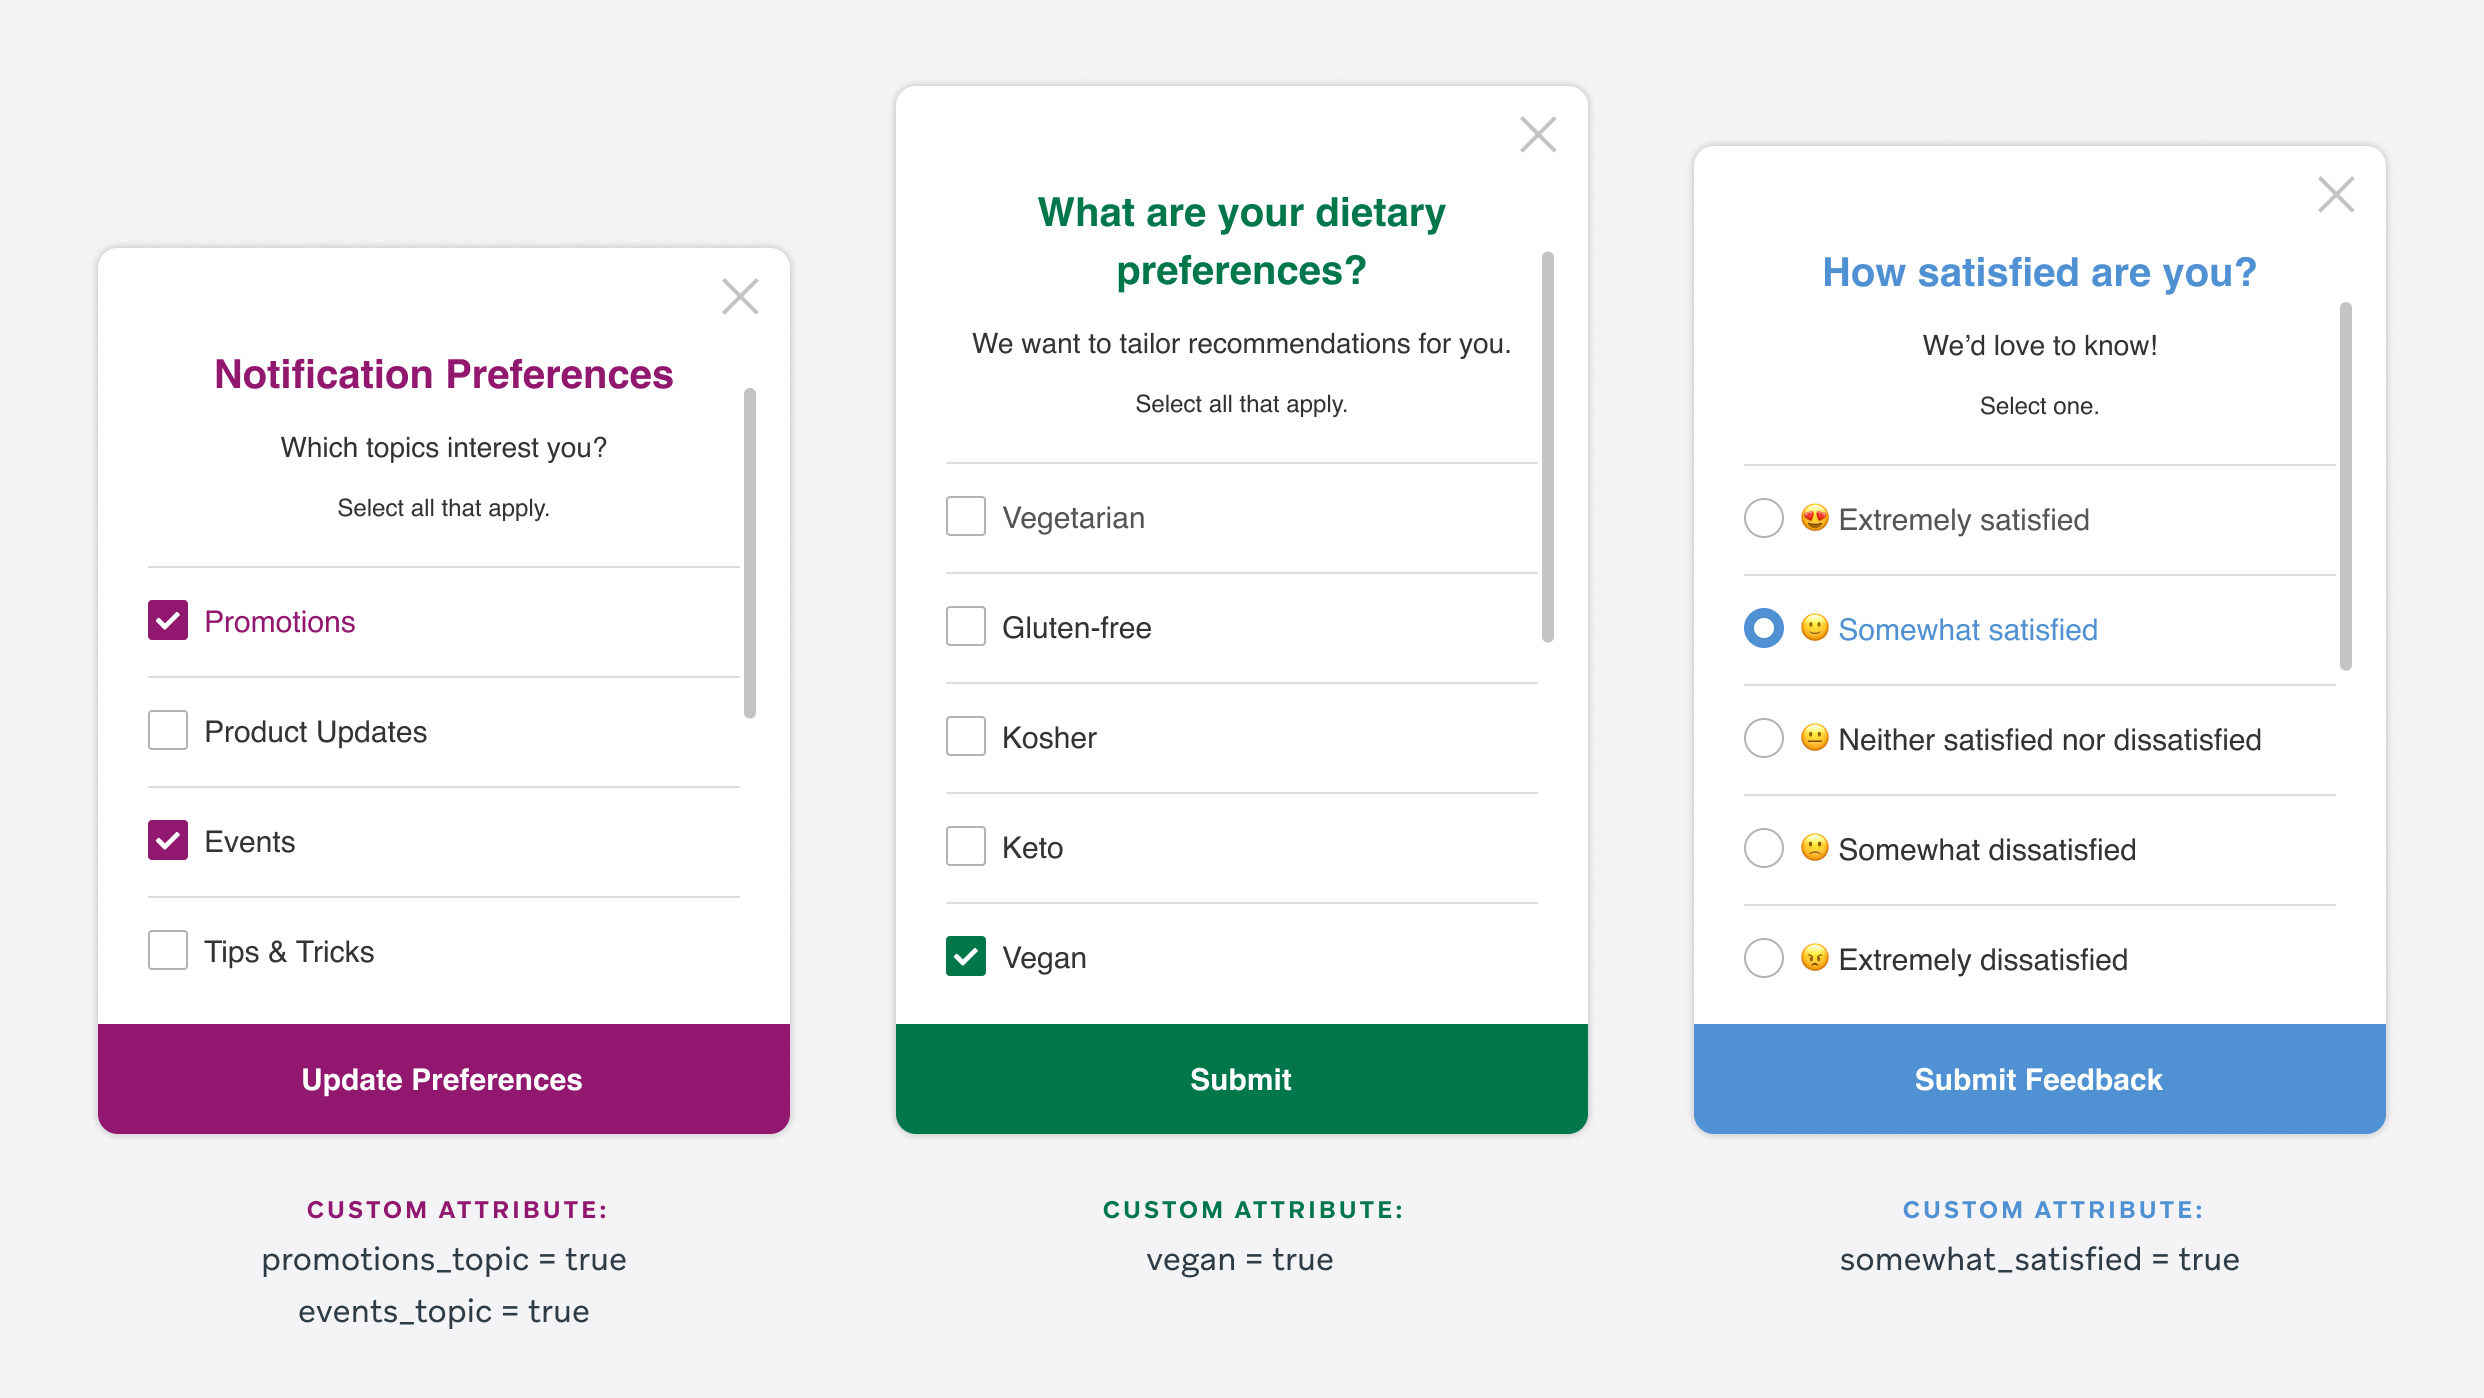 Notification Preferences
Which topics interest you?
Select all that apply.
Promotions
Product Updates
Events
Tips & Tricks
Update Preferences
CUSTOM ATTRIBUTE:
promotions_topic = true
events_topic = true
What are your dietary
preferences?
We want to tailor recommendations for you.
Select all that apply.
Vegetarian
Gluten-free
Kosher
Keto
Vegan
Submit
CUSTOM ATTRIBUTE:
vegan = true
How satisfied are you?
We’d love to know!
Select one.
😍 Extremely satisfied
🙂 Somewhat satisfied
😐 Neither satisfied nor dissatisfied
🙁 Somewhat dissatisfied
😠 Extremely dissatisfied
Submit Feedback
CUSTOM ATTRIBUTE:
somewhat_satisfied = true